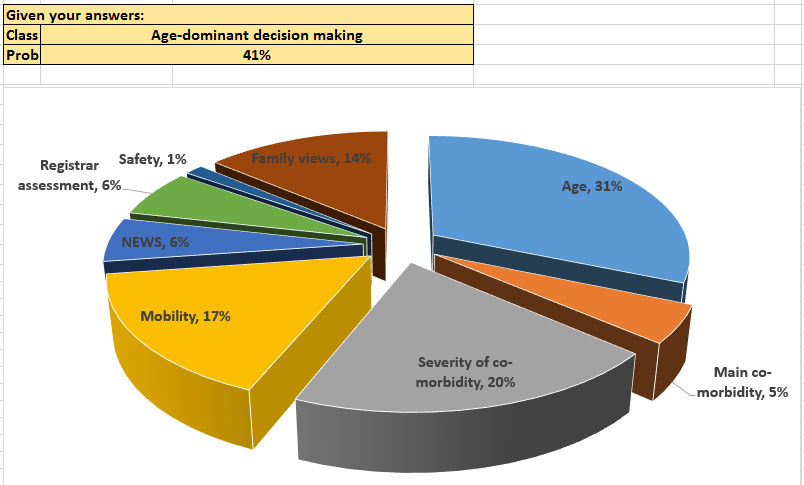 Given your answers:
Class Age-dominant decision making
Prob 41%
Family views, 14%
Safety, 1%
Registrar
assessment, 6%
Age, 31%
NEWS, 6%
Mobility, 17%
Severity of co-
morbidity, 20%
Main co-
morbidity, 5%